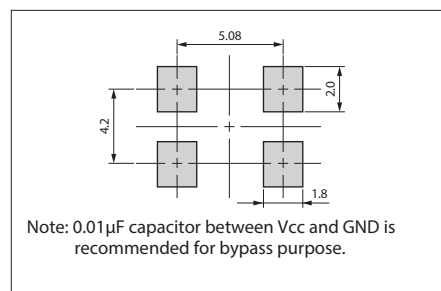 5.08
2.0
4.2
1.8
Note: 0.01µF capacitor between Vcc and GND is
recommended for bypass purpose.